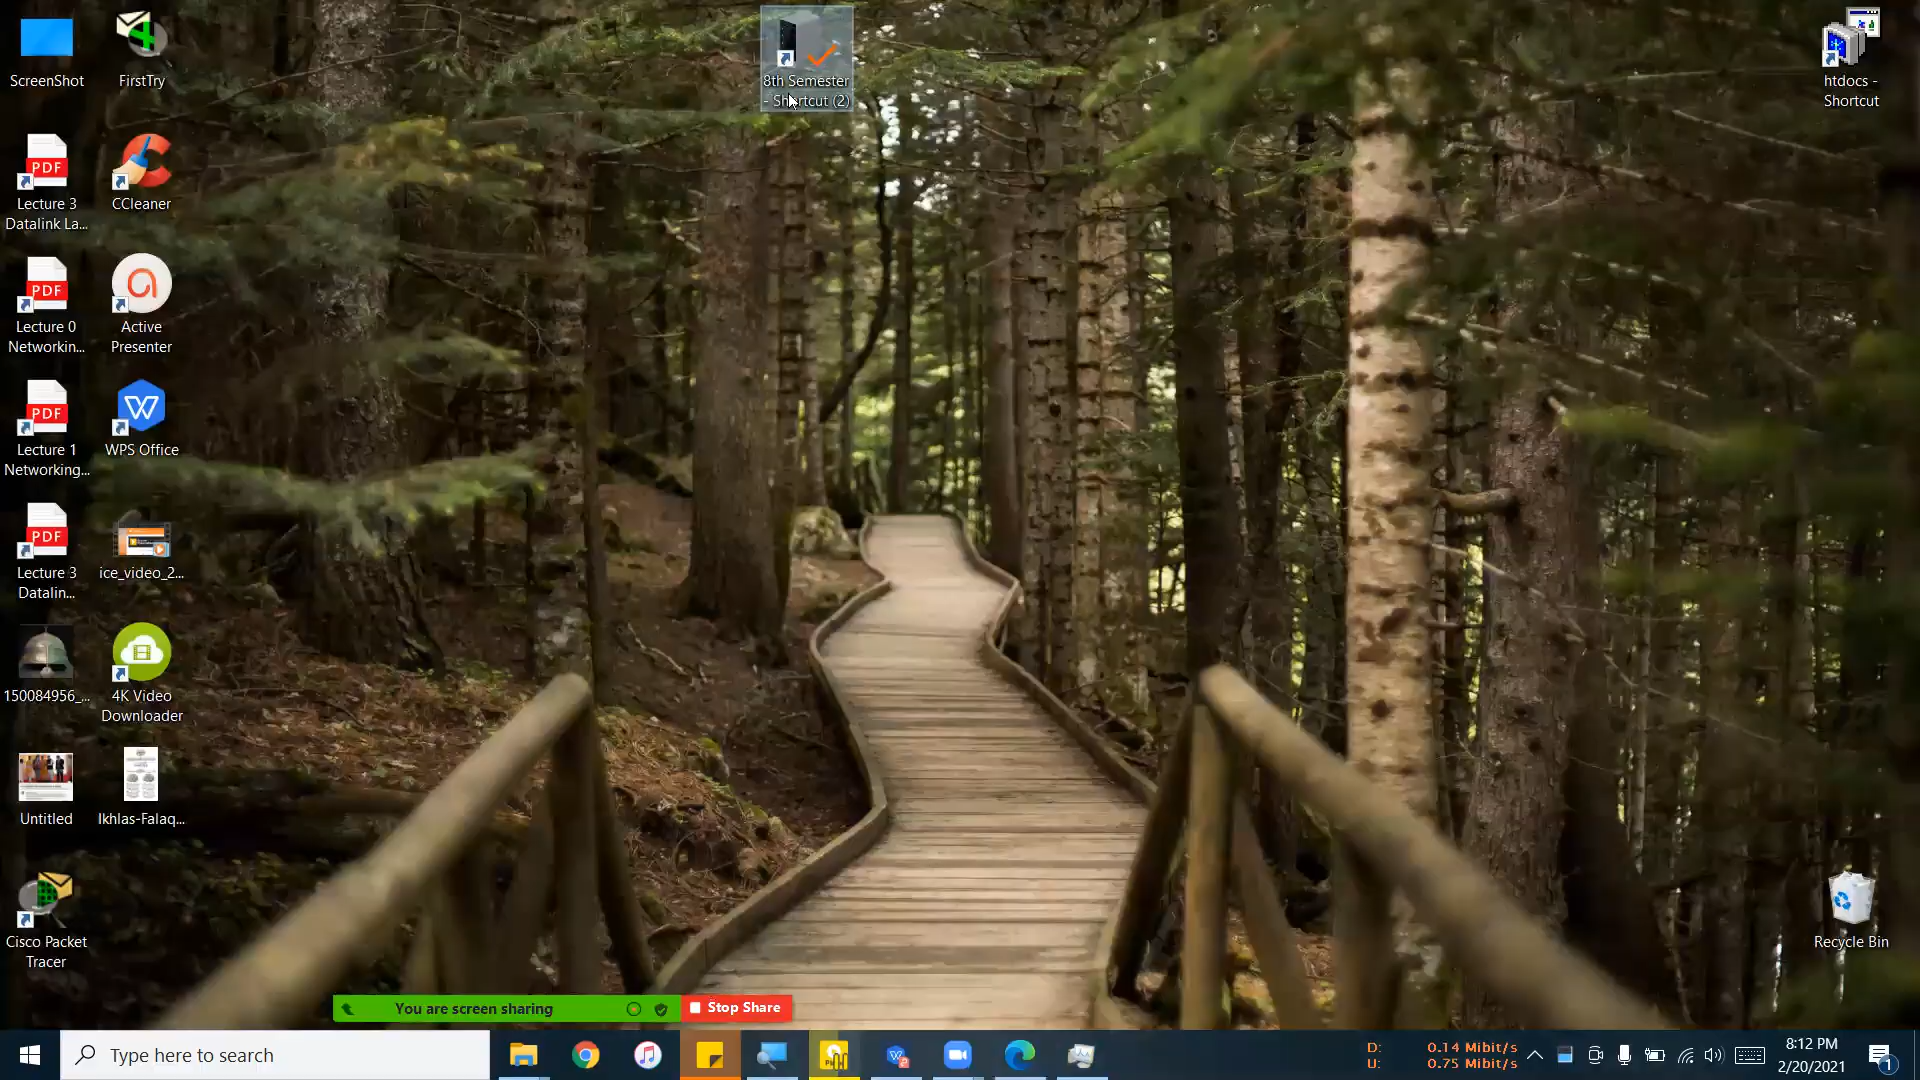 ScreenShot
FirstTry
8th Semester
- Shortcut (2)
htdocs -
Shortcut
PDF
Lecture 3
Datalink La...
CCleaner
PDF
Lecture 0
Networkin...
Active
Presenter
PDF
Lecture 1
Networking...
WPS Office
PDF
Lecture 3
Datalin...
ice_video_2...
150084956_...
4K Video
Downloader
Untitled
Ikhlas-Falaq...
Cisco Packet
Tracer
Recycle Bin
You are screen sharing
Stop Share
Type here to search
D: 0.14 Mibit/s
U: 0.75 Mibit/s
8:12 PM
2/20/2021
1